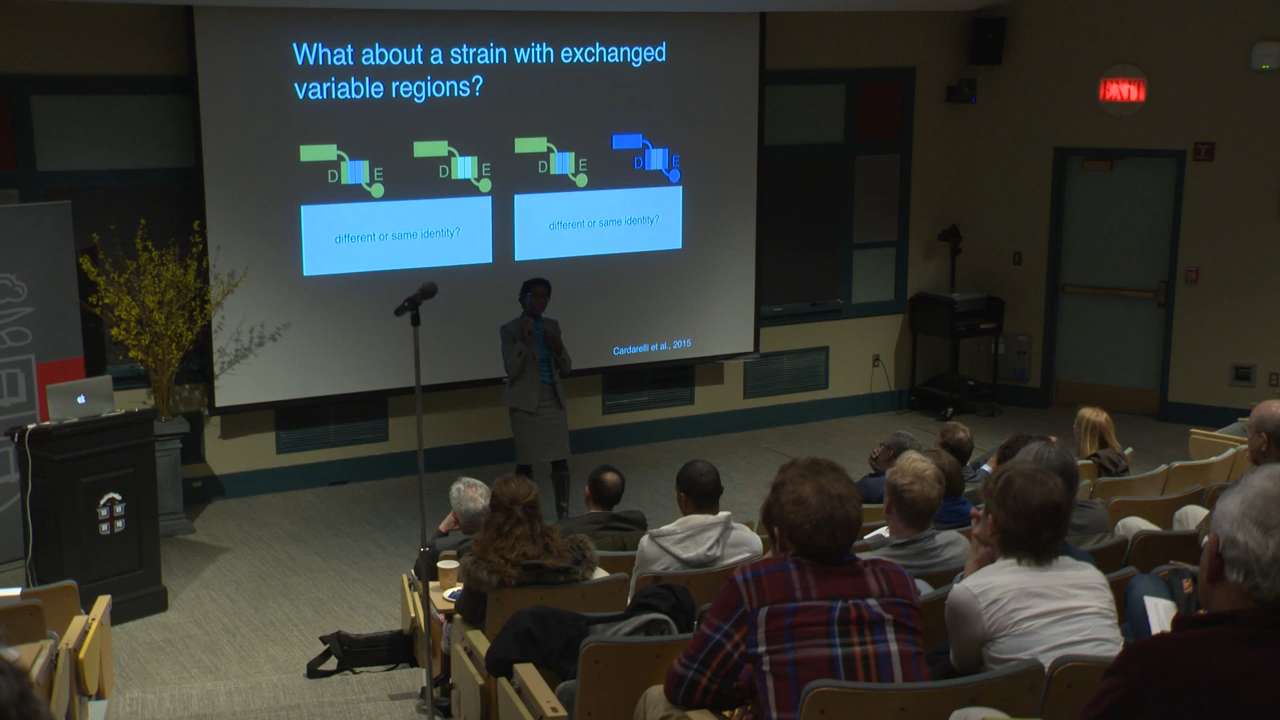 What about a strain with exchanged
variable regions?
D E D E D E D E
different or same identity? different or same identity?
Cardarelli et al., 2015
EXIT